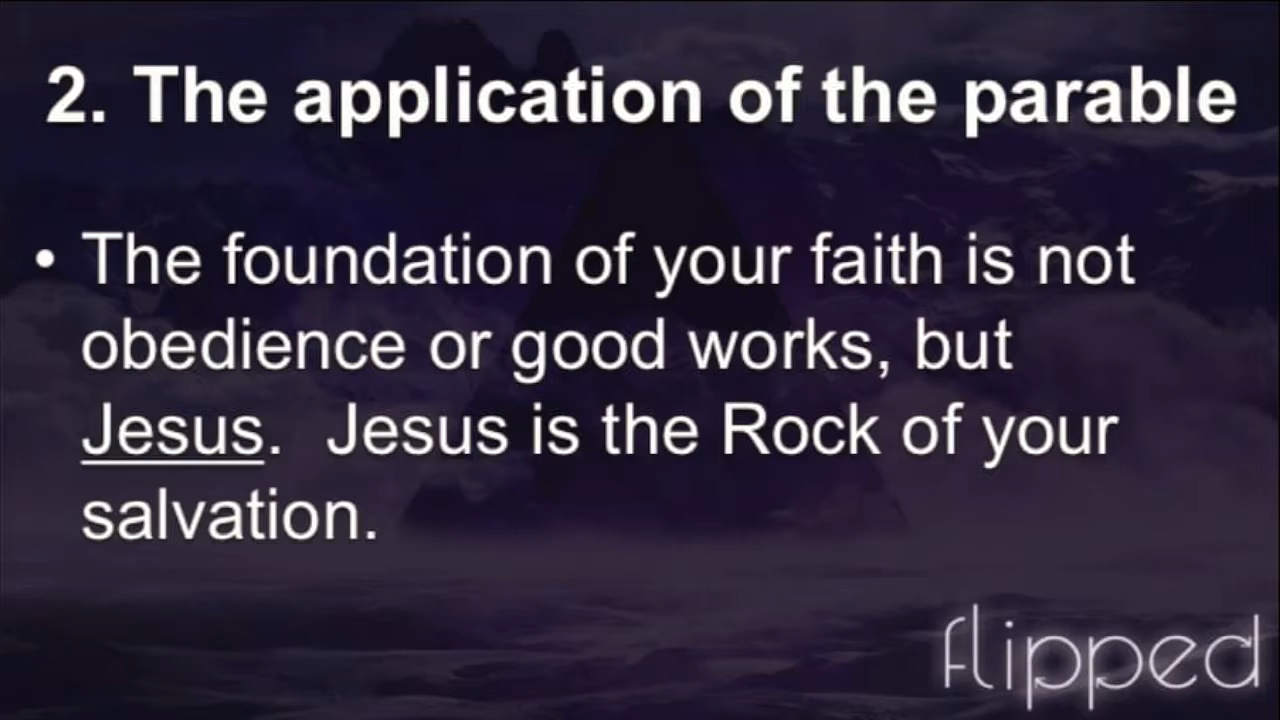 2. The application of the parable
• The foundation of your faith is not
obedience or good works, but
Jesus.  Jesus is the Rock of your
salvation.
flipped